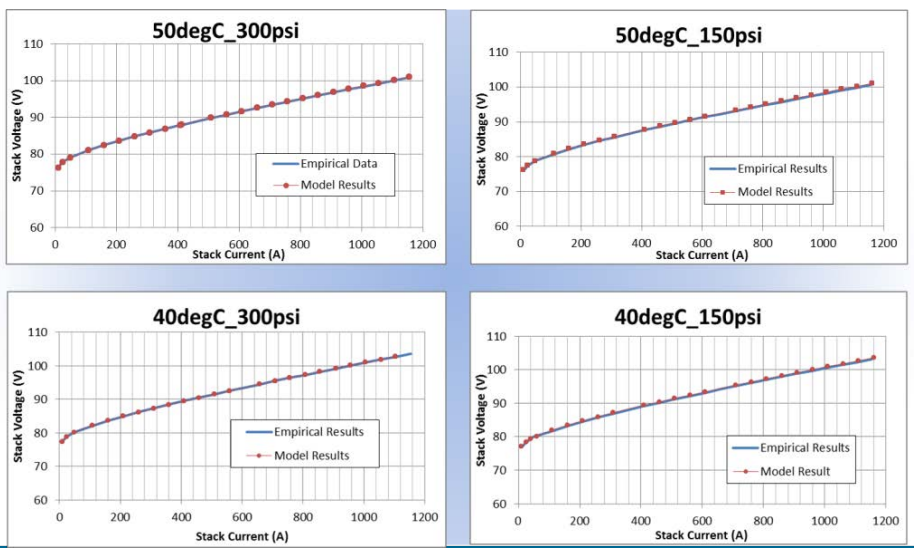 50degC_300psi
110
100
90
80
70
60
Stack Voltage (V)
Empirical Data
Model Results
0 200 400 600 800 1000 1200
Stack Current (A)
50degC_150psi
110
100
90
80
70
60
Stack Voltage (V)
Empirical Results
Model Results
0 200 400 600 800 1000 1200
Stack Current (A)
40degC_300psi
110
100
90
80
70
60
Stack Voltage (V)
Empirical Results
Model Results
0 200 400 600 800 1000 1200
Stack Current (A)
40degC_150psi
110
100
90
80
70
60
Stack Voltage (V)
Empirical Results
Model Result
0 200 400 600 800 1000 1200
Stack Current (A)